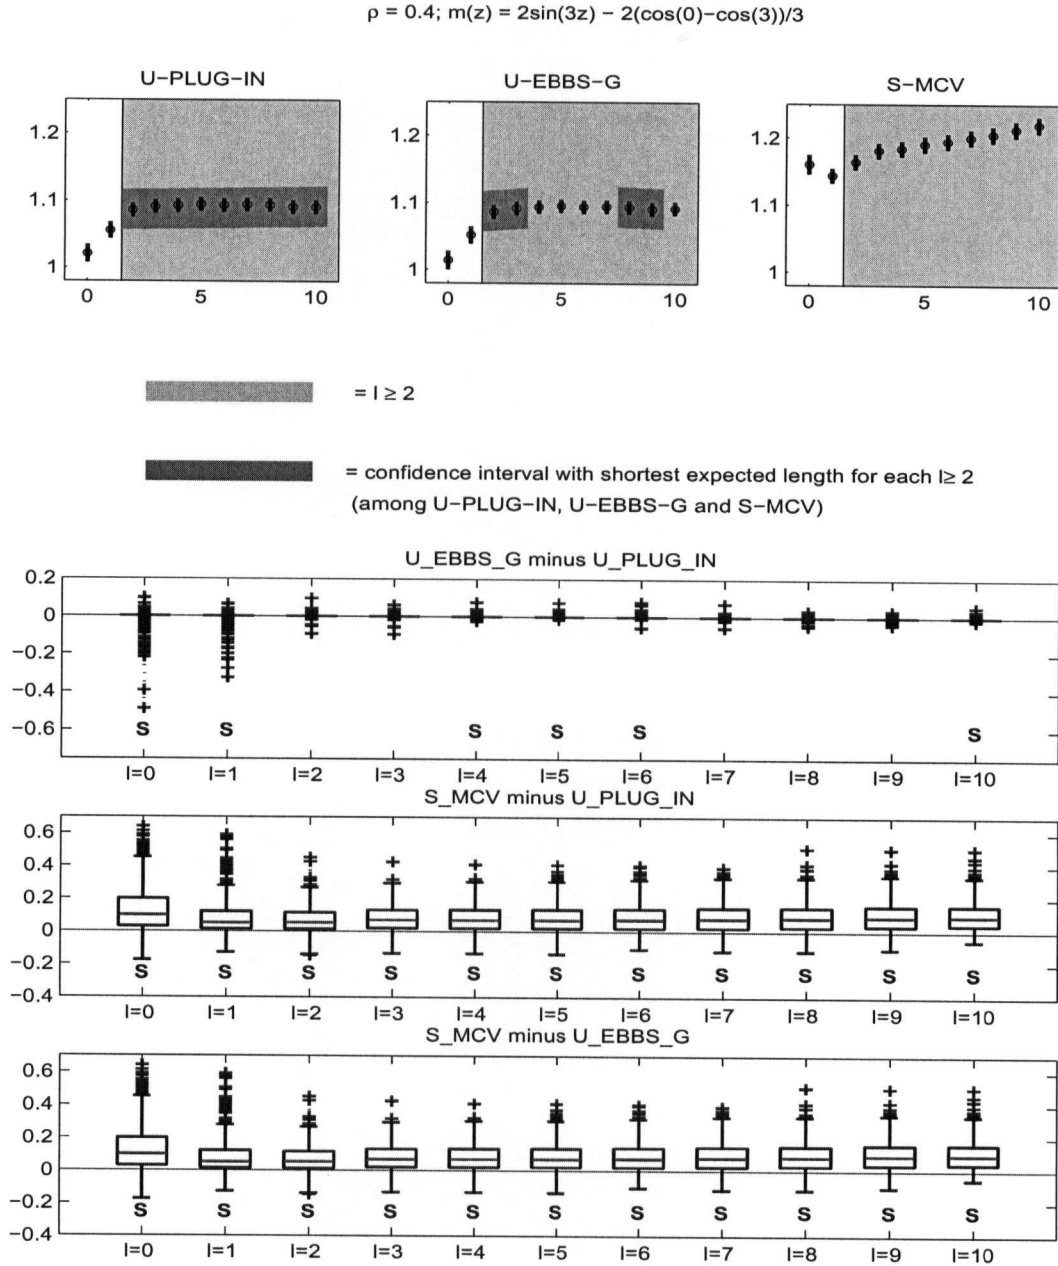 ρ = 0.4; m(z) = 2sin(3z) − 2(cos(0)−cos(3))/3
U−PLUG−IN
U−EBBS−G
S−MCV
1.2
1.1
1
0 5 10
1.2
1.1
1
0 5 10
1.2
1.1
1
0 5 10
= l ≥ 2
= confidence interval with shortest expected length for each l≥ 2
(among U−PLUG−IN, U−EBBS−G and S−MCV)
U_EBBS_G minus U_PLUG_IN
0.2
0
−0.2
−0.4
−0.6
S S S S S S
l=0 l=1 l=2 l=3 l=4 l=5 l=6 l=7 l=8 l=9 l=10
S_MCV minus U_PLUG_IN
0.6
0.4
0.2
0
−0.2
−0.4
S S S S S S S S S S S
l=0 l=1 l=2 l=3 l=4 l=5 l=6 l=7 l=8 l=9 l=10
S_MCV minus U_EBBS_G
0.6
0.4
0.2
0
−0.2
−0.4
S S S S S S S S S S S
l=0 l=1 l=2 l=3 l=4 l=5 l=6 l=7 l=8 l=9 l=10